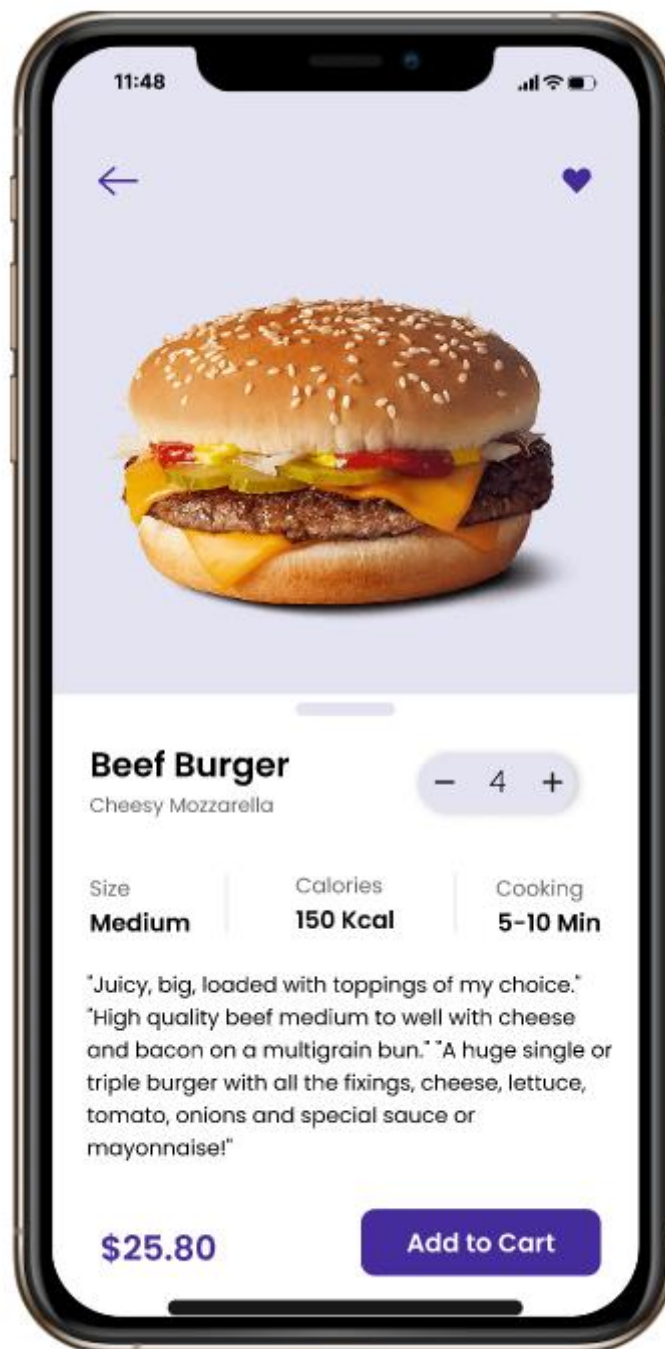 11:48
Beef Burger
− 4 +
Cheesy Mozzarella
Size
Calories
Cooking
Medium
150 Kcal
5-10 Min
"Juicy, big, loaded with toppings of my choice."
"High quality beef medium to well with cheese
and bacon on a multigrain bun." "A huge single or
triple burger with all the fixings, cheese, lettuce,
tomato, onions and special sauce or
mayonnaise!"
$25.80
Add to Cart